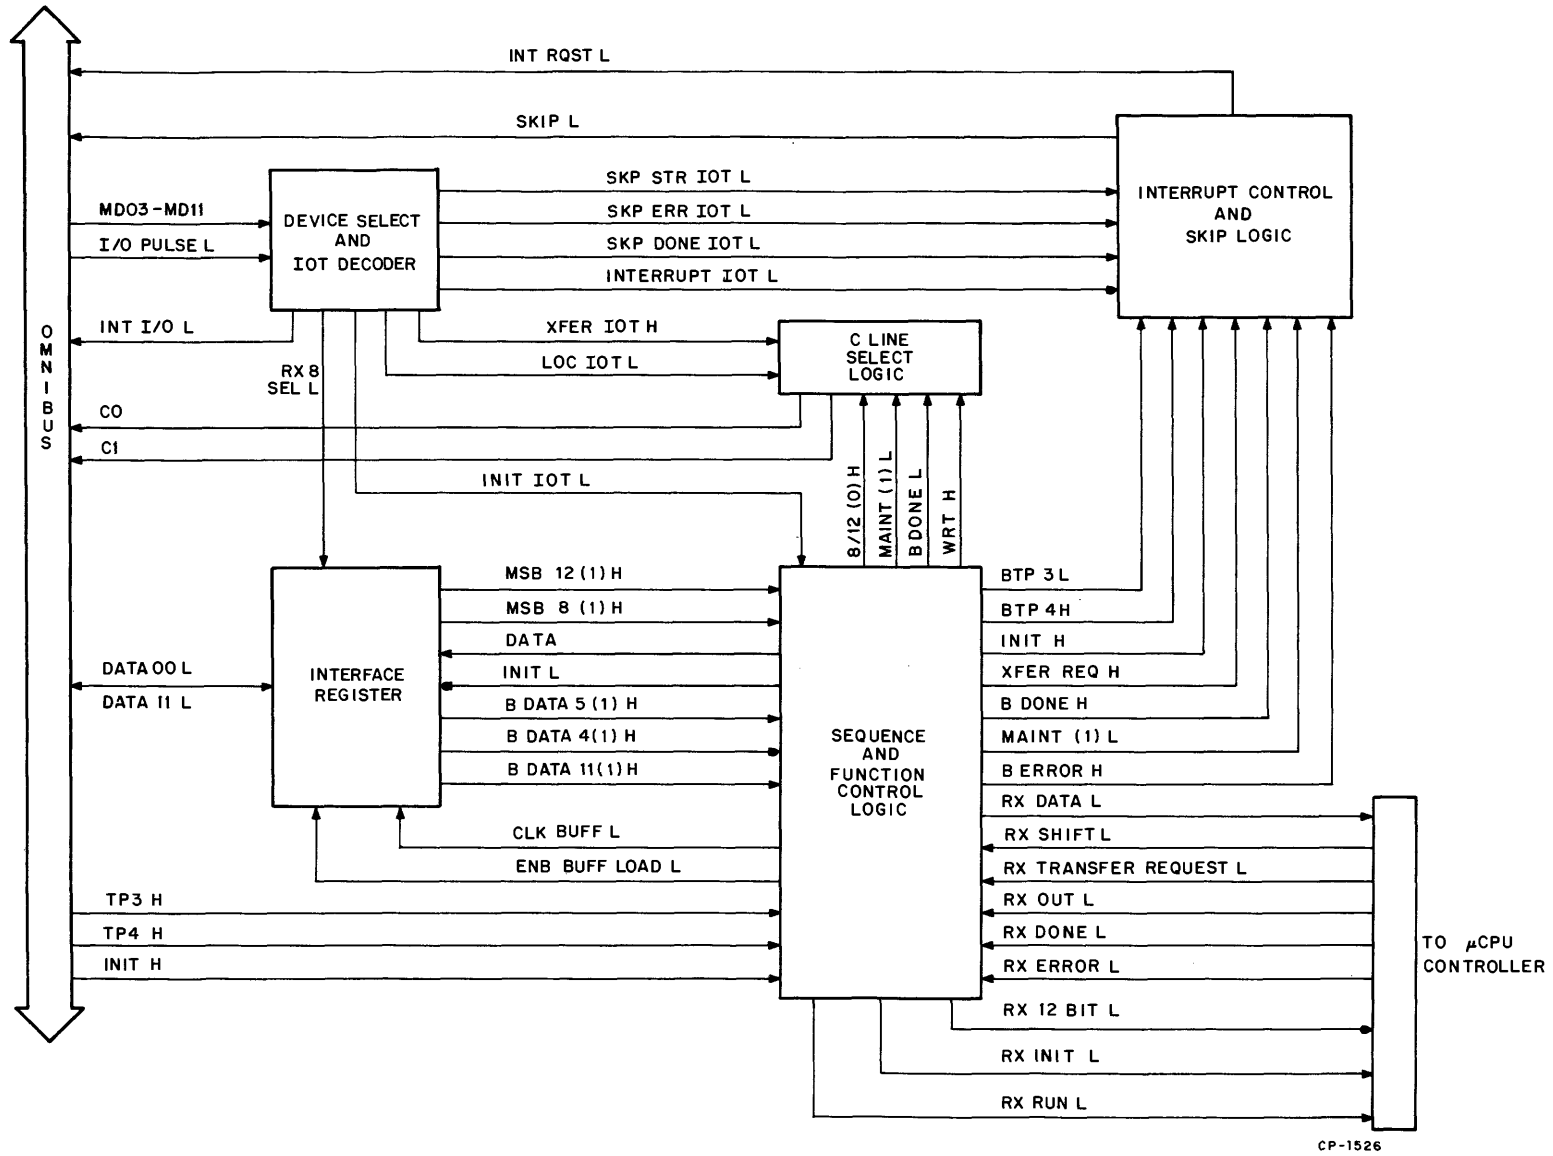 INT RQST L
SKIP L
MD03-MD11
I/O PULSE L
INT I/O L
C0
C1
OMNIBUS
DEVICE SELECT
AND
IOT DECODER
SKP STR IOT L
SKP ERR IOT L
SKP DONE IOT L
INTERRUPT IOT L
INTERRUPT CONTROL
AND
SKIP LOGIC
XFER IOT H
LOC IOT L
RX 8
SEL L
C LINE
SELECT
LOGIC
INIT IOT L
8/12 (0) H
MAINT (1) L
B DONE L
WRT H
MSB 12 (1) H
MSB 8 (1) H
DATA
INIT L
B DATA 5 (1) H
B DATA 4(1) H
B DATA 11(1) H
DATA 00 L
DATA 11 L
INTERFACE
REGISTER
CLK BUFF L
ENB BUFF LOAD L
TP3 H
TP4 H
INIT H
SEQUENCE
AND
FUNCTION
CONTROL
LOGIC
BTP 3 L
BTP 4H
INIT H
XFER REQ H
B DONE H
MAINT (1) L
B ERROR H
RX DATA L
RX SHIFT L
RX TRANSFER REQUEST L
RX OUT L
RX DONE L
RX ERROR L
RX 12 BIT L
RX INIT L
RX RUN L
TO μCPU
CONTROLLER
CP-1526